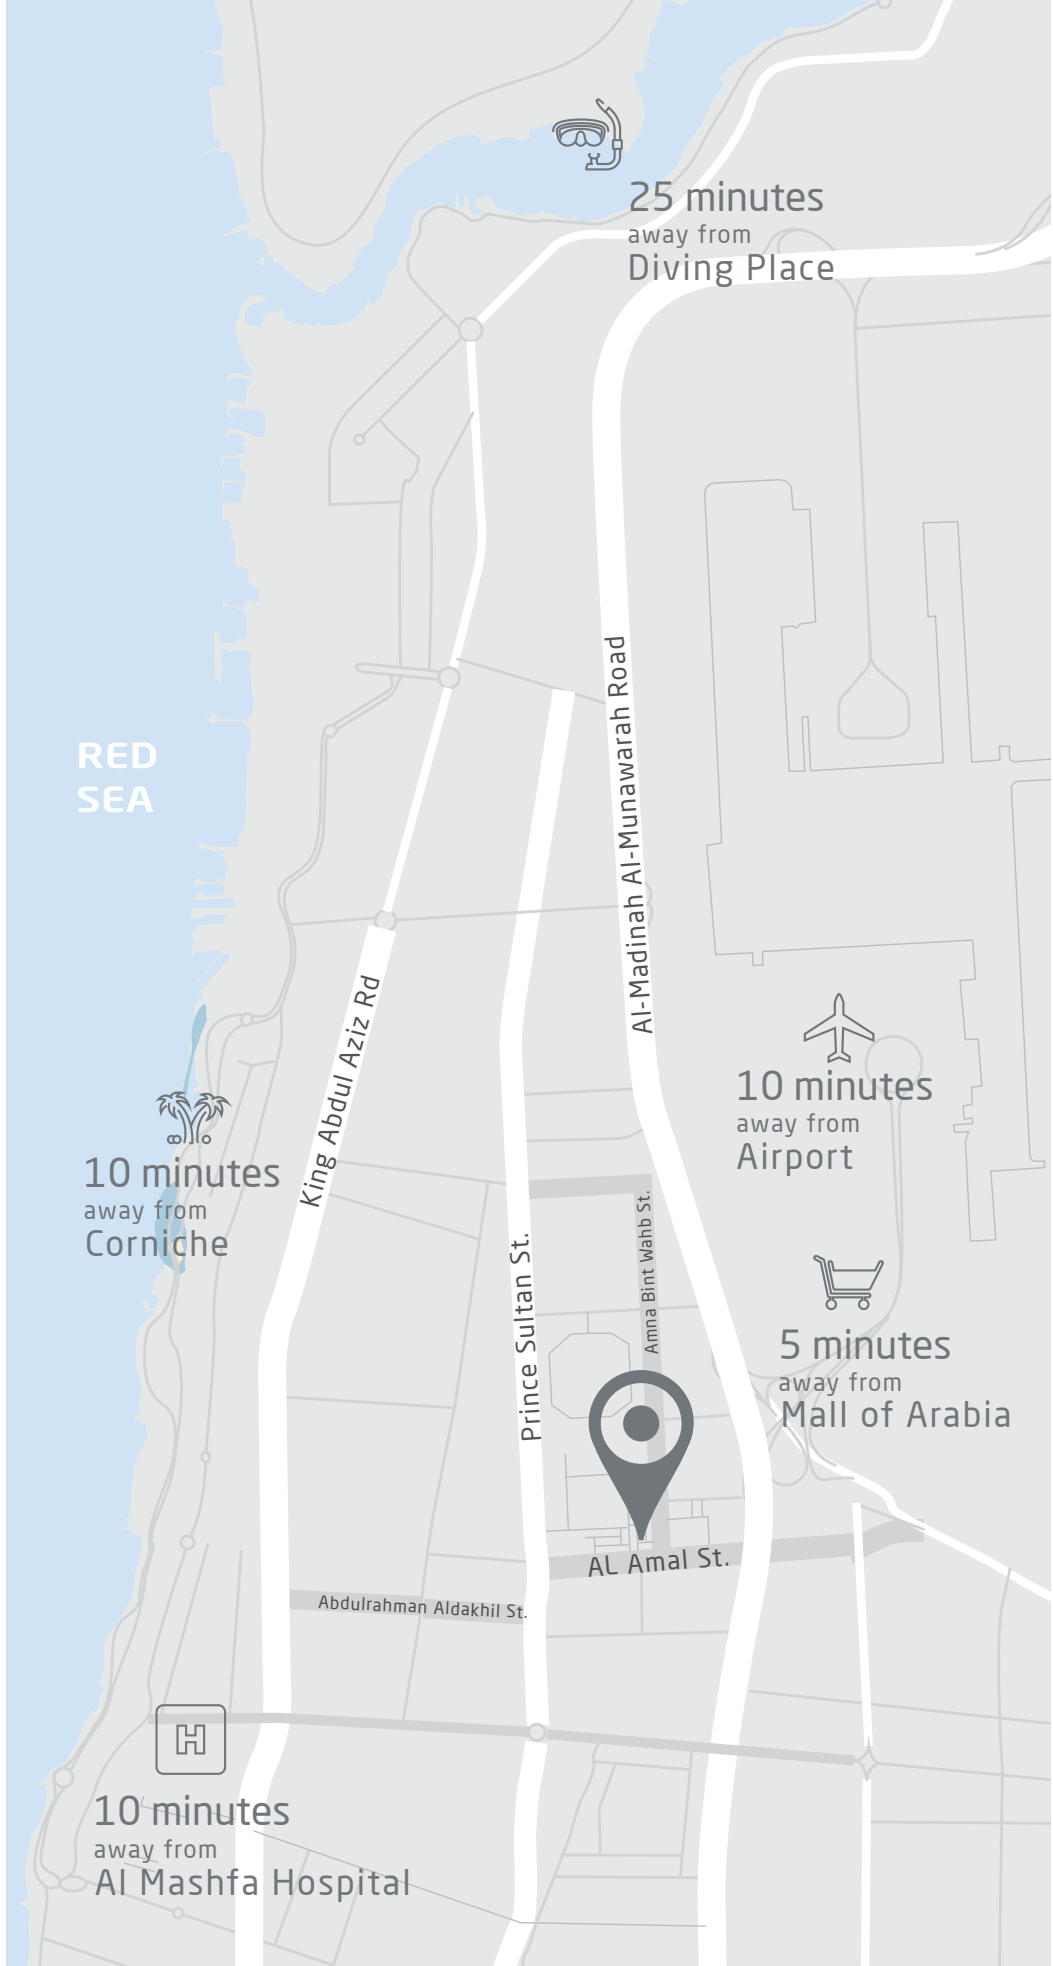 25 minutes
away from
Diving Place
Al-Madinah Al-Munawarah Road
RED
SEA
King Abdul Aziz Rd
10 minutes
away from
Airport
10 minutes
away from
Corniche
Prince Sultan St.
Amna Bint Wahb St.
5 minutes
away from
Mall of Arabia
AL Amal St.
Abdulrahman Aldakhil St.
H
10 minutes
away from
Al Mashfa Hospital